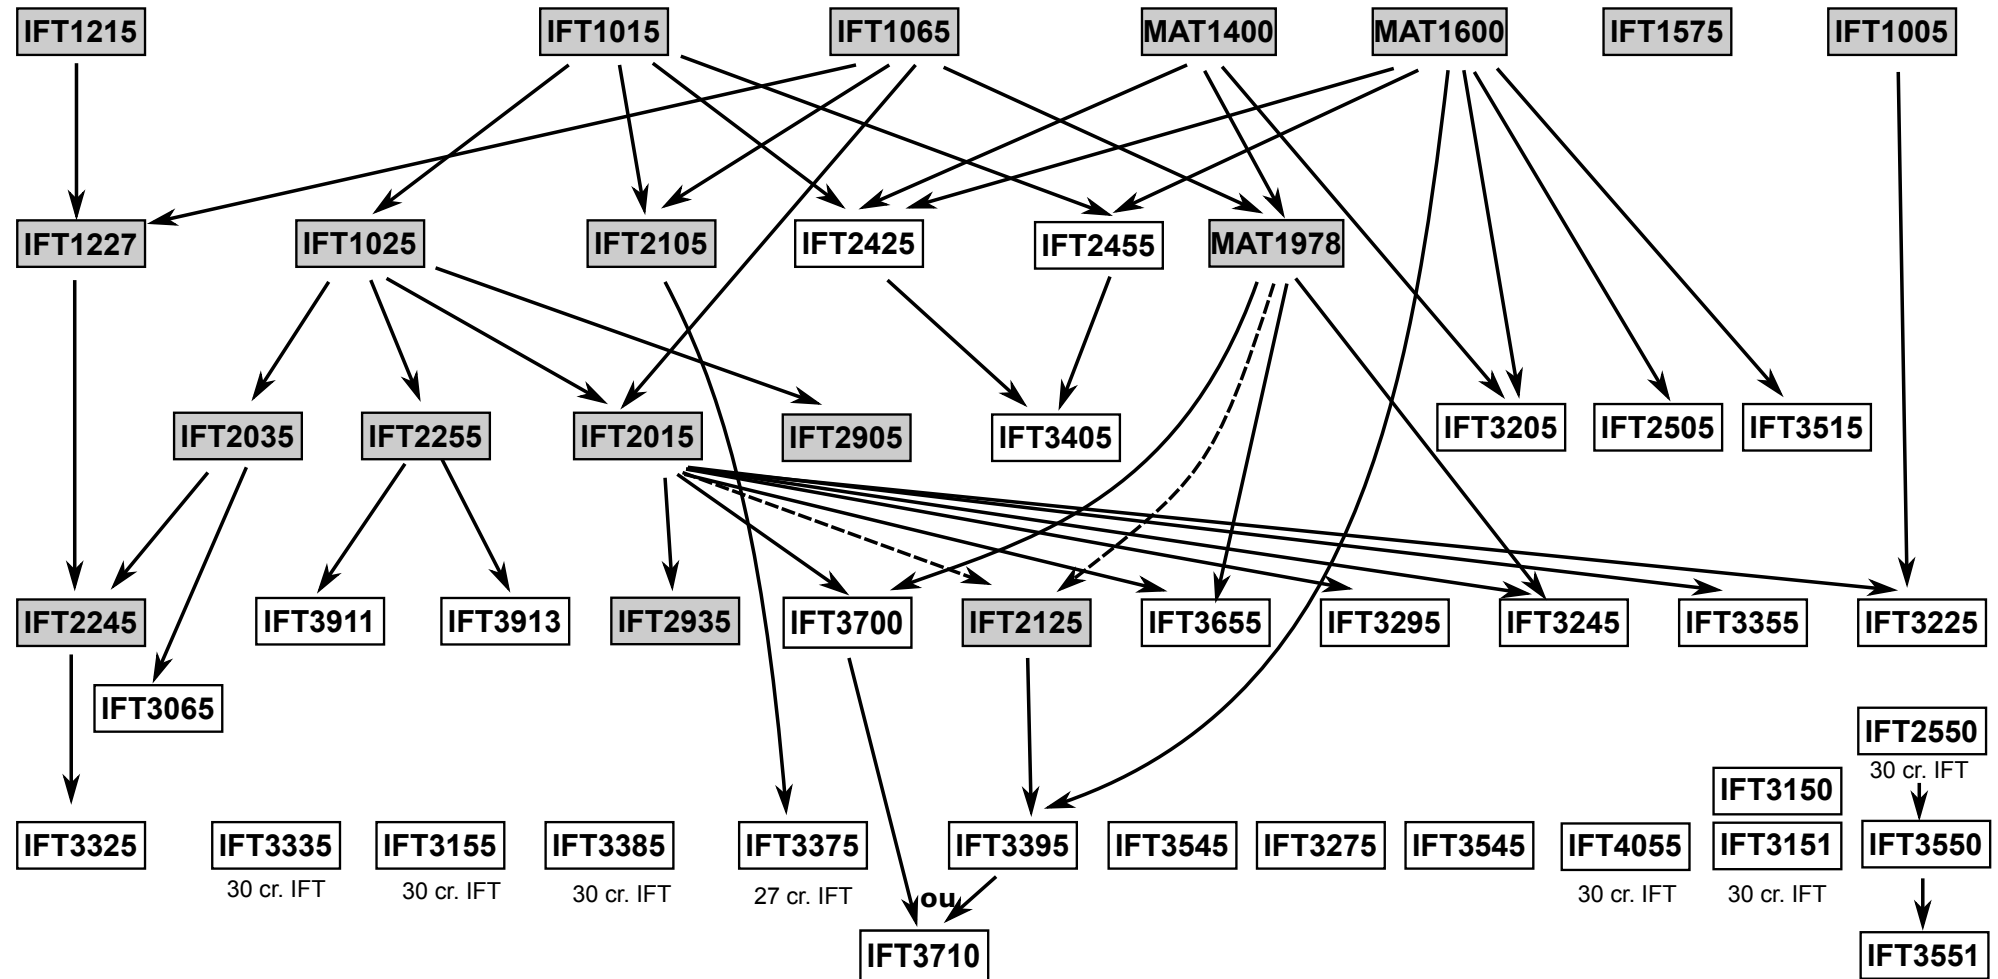 IFT1215
IFT1015
IFT1065
MAT1400
MAT1600
IFT1575
IFT1005
IFT1227
IFT1025
IFT2105
IFT2425
IFT2455
MAT1978
IFT2035
IFT2255
IFT2015
IFT2905
IFT3405
IFT3205
IFT2505
IFT3515
IFT2245
IFT3911
IFT3913
IFT2935
IFT3700
IFT2125
IFT3655
IFT3295
IFT3245
IFT3355
IFT3225
IFT3065
IFT2550
30 cr. IFT
IFT3150
IFT3325
IFT3335
30 cr. IFT
IFT3155
30 cr. IFT
IFT3385
30 cr. IFT
IFT3375
27 cr. IFT
IFT3395
IFT3545
IFT3275
IFT3545
IFT4055
30 cr. IFT
IFT3151
30 cr. IFT
IFT3550
ou
IFT3710
IFT3551